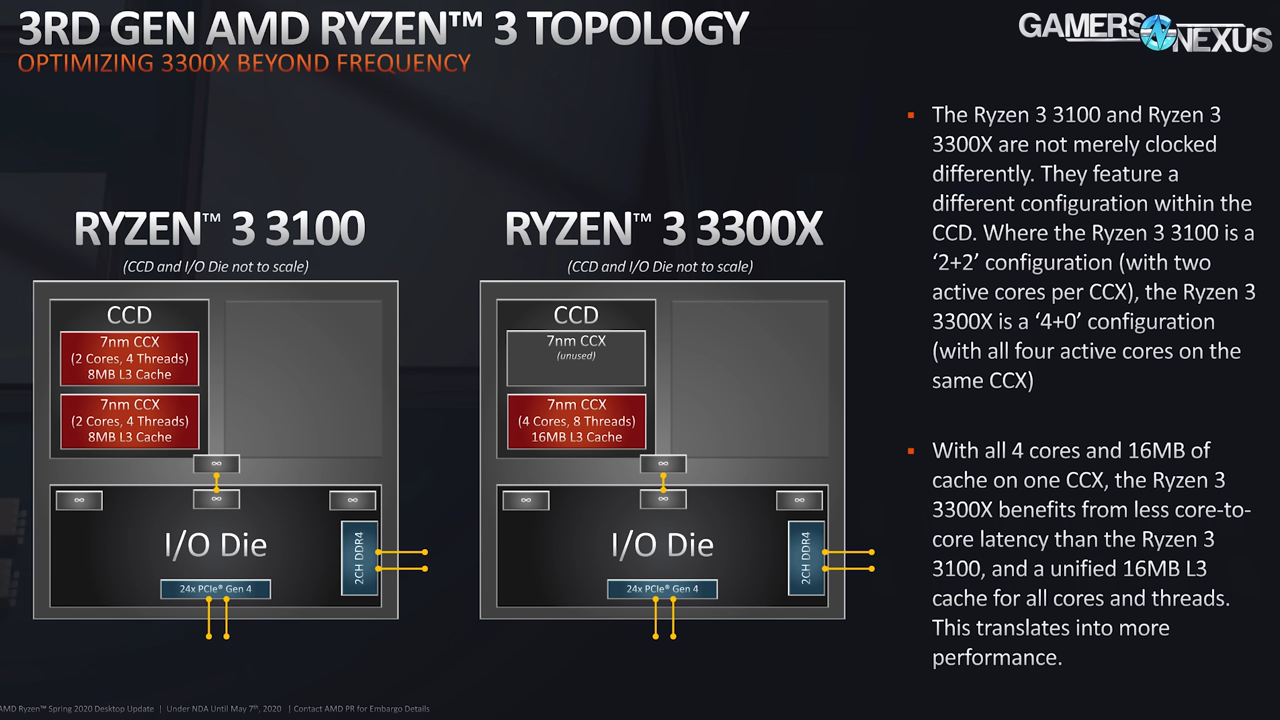 3RD GEN AMD RYZEN™ 3 TOPOLOGY
OPTIMIZING 3300X BEYOND FREQUENCY
GAMERS NEXUS
RYZEN™ 3 3100
(CCD and I/O Die not to scale)
CCD
7nm CCX
(2 Cores, 4 Threads)
8MB L3 Cache
7nm CCX
(2 Cores, 4 Threads)
8MB L3 Cache
∞
∞
∞
∞
I/O Die
2CH DDR4
24x PCIe® Gen 4
RYZEN™ 3 3300X
(CCD and I/O Die not to scale)
CCD
7nm CCX
(unused)
7nm CCX
(4 Cores, 8 Threads)
16MB L3 Cache
∞
∞
∞
∞
I/O Die
2CH DDR4
24x PCIe® Gen 4
▪ The Ryzen 3 3100 and Ryzen 3
3300X are not merely clocked
differently. They feature a
different configuration within the
CCD. Where the Ryzen 3 3100 is a
‘2+2’ configuration (with two
active cores per CCX), the Ryzen 3
3300X is a ‘4+0’ configuration
(with all four active cores on the
same CCX)
▪ With all 4 cores and 16MB of
cache on one CCX, the Ryzen 3
3300X benefits from less core-to-
core latency than the Ryzen 3
3100, and a unified 16MB L3
cache for all cores and threads.
This translates into more
performance.
AMD Ryzen™ Spring 2020 Desktop Update | Under NDA Until May 7th, 2020 | Contact AMD PR for Embargo Details